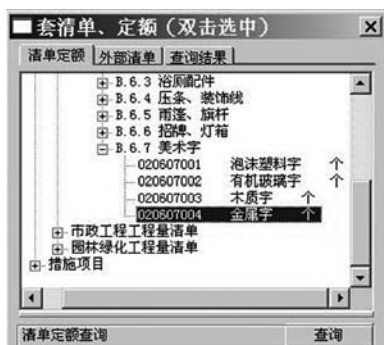 套清单、定额（双击选中）
清单定额 外部清单 查询结果
B.6.3 浴厕配件
B.6.4 压条、装饰线
B.6.5 雨篷、旗杆
B.6.6 招牌、灯箱
B.6.7 美术字
020607001 泡沫塑料字 个
020607002 有机玻璃字 个
020607003 木质字 个
020607004 金属字 个
市政工程工程量清单
园林绿化工程量清单
措施项目
清单定额查询 查询